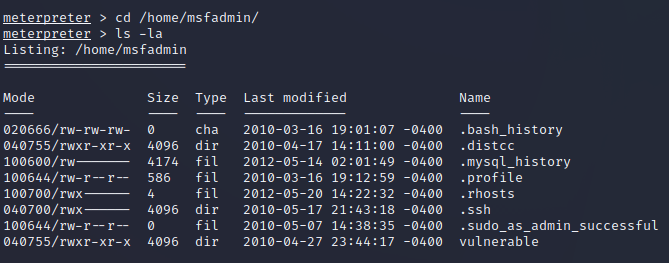 meterpreter > cd /home/msfadmin/
meterpreter > ls -la
Listing: /home/msfadmin
=======================
Mode Size Type Last modified Name
---- ---- ---- ------------- ----
020666/rw-rw-rw- 0 cha 2010-03-16 19:01:07 -0400 .bash_history
040755/rwxr-xr-x 4096 dir 2010-04-17 14:11:00 -0400 .distcc
100600/rw------- 4174 fil 2012-05-14 02:01:49 -0400 .mysql_history
100644/rw-r--r-- 586 fil 2010-03-16 19:12:59 -0400 .profile
100700/rwx------ 4 fil 2012-05-20 14:22:32 -0400 .rhosts
040700/rwx------ 4096 dir 2010-05-17 21:43:18 -0400 .ssh
100644/rw-r--r-- 0 fil 2010-05-07 14:38:35 -0400 .sudo_as_admin_successful
040755/rwxr-xr-x 4096 dir 2010-04-27 23:44:17 -0400 vulnerable